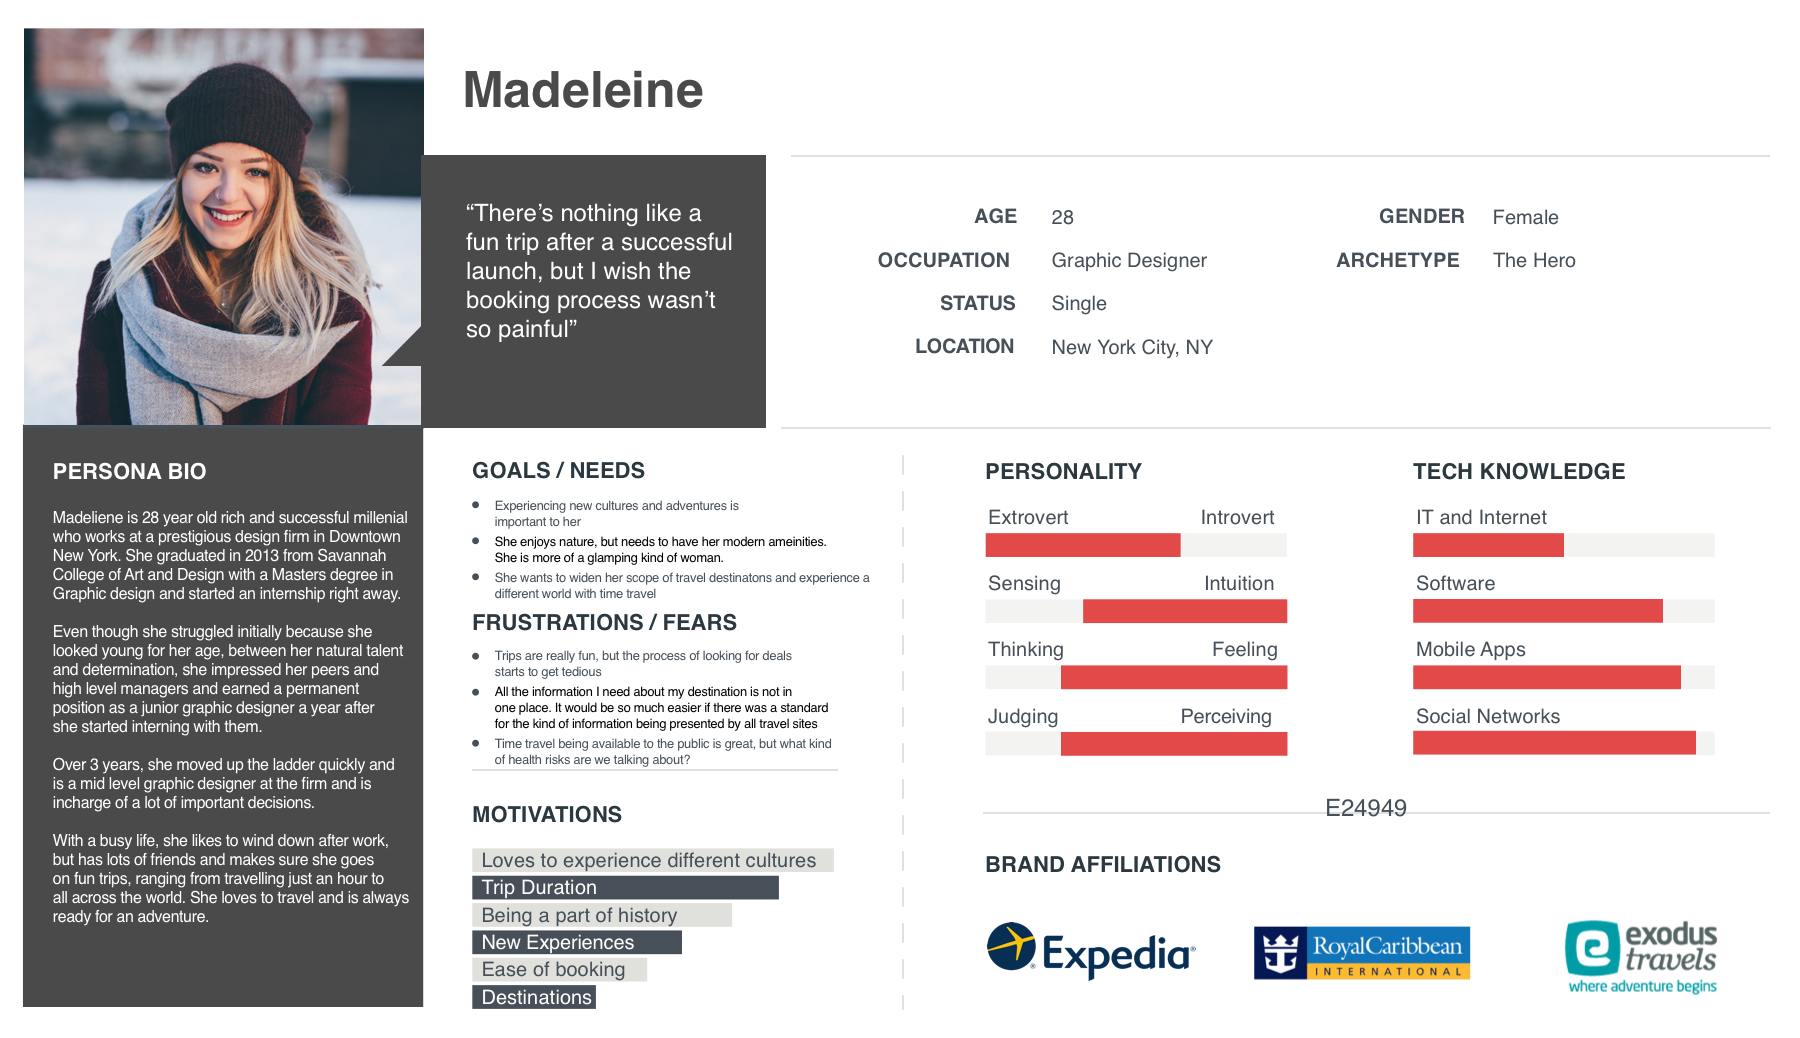 Madeleine
“There’s nothing like a
fun trip after a successful
launch, but I wish the
booking process wasn’t
so painful”
AGE 28
OCCUPATION Graphic Designer
STATUS Single
LOCATION New York City, NY
GENDER Female
ARCHETYPE The Hero
PERSONA BIO
Madeliene is 28 year old rich and successful millenial
who works at a prestigious design firm in Downtown
New York. She graduated in 2013 from Savannah
College of Art and Design with a Masters degree in
Graphic design and started an internship right away.
Even though she struggled initially because she
looked young for her age, between her natural talent
and determination, she impressed her peers and
high level managers and earned a permanent
position as a junior graphic designer a year after
she started interning with them.
Over 3 years, she moved up the ladder quickly and
is a mid level graphic designer at the firm and is
incharge of a lot of important decisions.
With a busy life, she likes to wind down after work,
but has lots of friends and makes sure she goes
on fun trips, ranging from travelling just an hour to
all across the world. She loves to travel and is always
ready for an adventure.
GOALS / NEEDS
Experiencing new cultures and adventures is
important to her
She enjoys nature, but needs to have her modern ameinities.
She is more of a glamping kind of woman.
She wants to widen her scope of travel destinatons and experience a
different world with time travel
FRUSTRATIONS / FEARS
Trips are really fun, but the process of looking for deals
starts to get tedious
All the information I need about my destination is not in
one place. It would be so much easier if there was a standard
for the kind of information being presented by all travel sites
Time travel being available to the public is great, but what kind
of health risks are we talking about?
MOTIVATIONS
Loves to experience different cultures
Trip Duration
Being a part of history
New Experiences
Ease of booking
Destinations
PERSONALITY
Extrovert Introvert
Sensing Intuition
Thinking Feeling
Judging Perceiving
TECH KNOWLEDGE
IT and Internet
Software
Mobile Apps
Social Networks
E24949
BRAND AFFILIATIONS
Expedia®
RoyalCaribbean
INTERNATIONAL
exodus
travels
where adventure begins